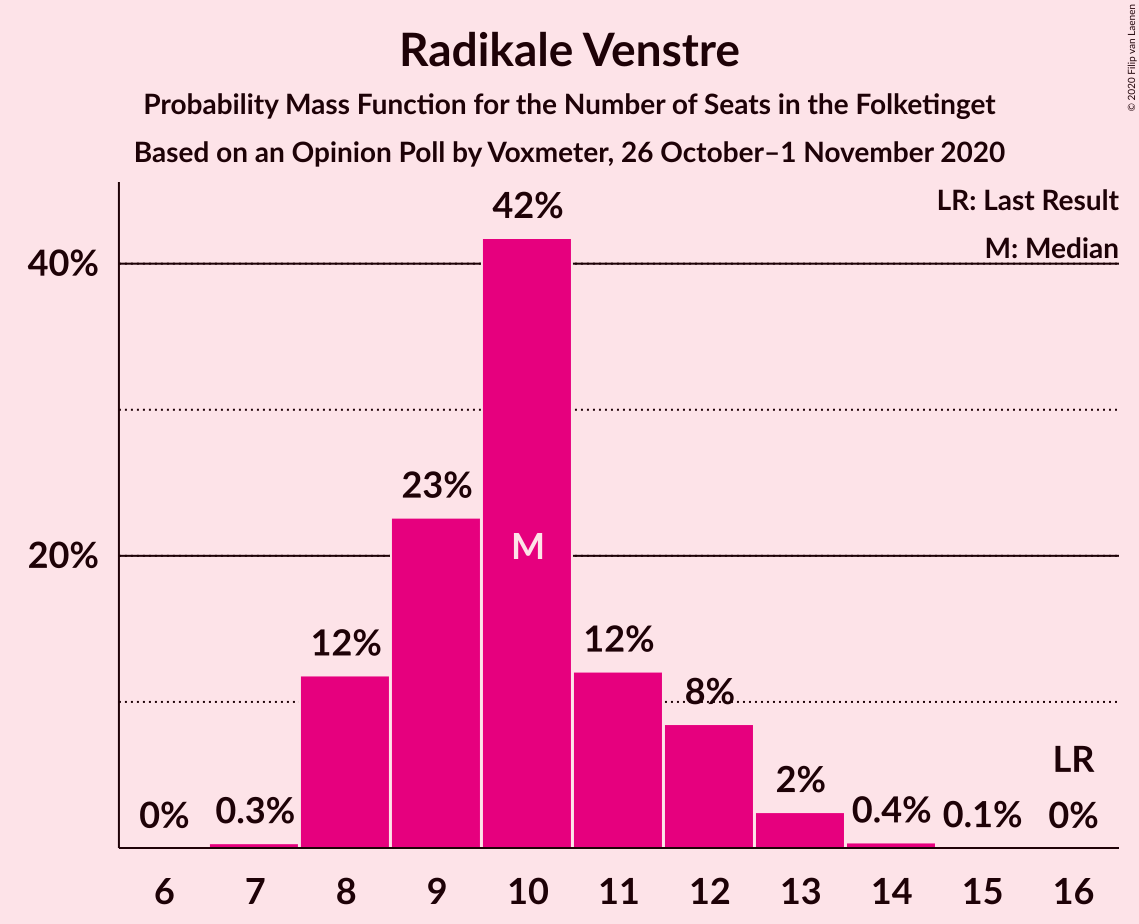 Radikale Venstre
Probability Mass Function for the Number of Seats in the Folketinget
Based on an Opinion Poll by Voxmeter, 26 October–1 November 2020
© 2020 Filip van Laenen
LR: Last Result
M: Median
40%
20%
0%
0.3%
12%
23%
42%
M
12%
8%
2%
0.4%
0.1%
LR
0%
6 7 8 9 10 11 12 13 14 15 16